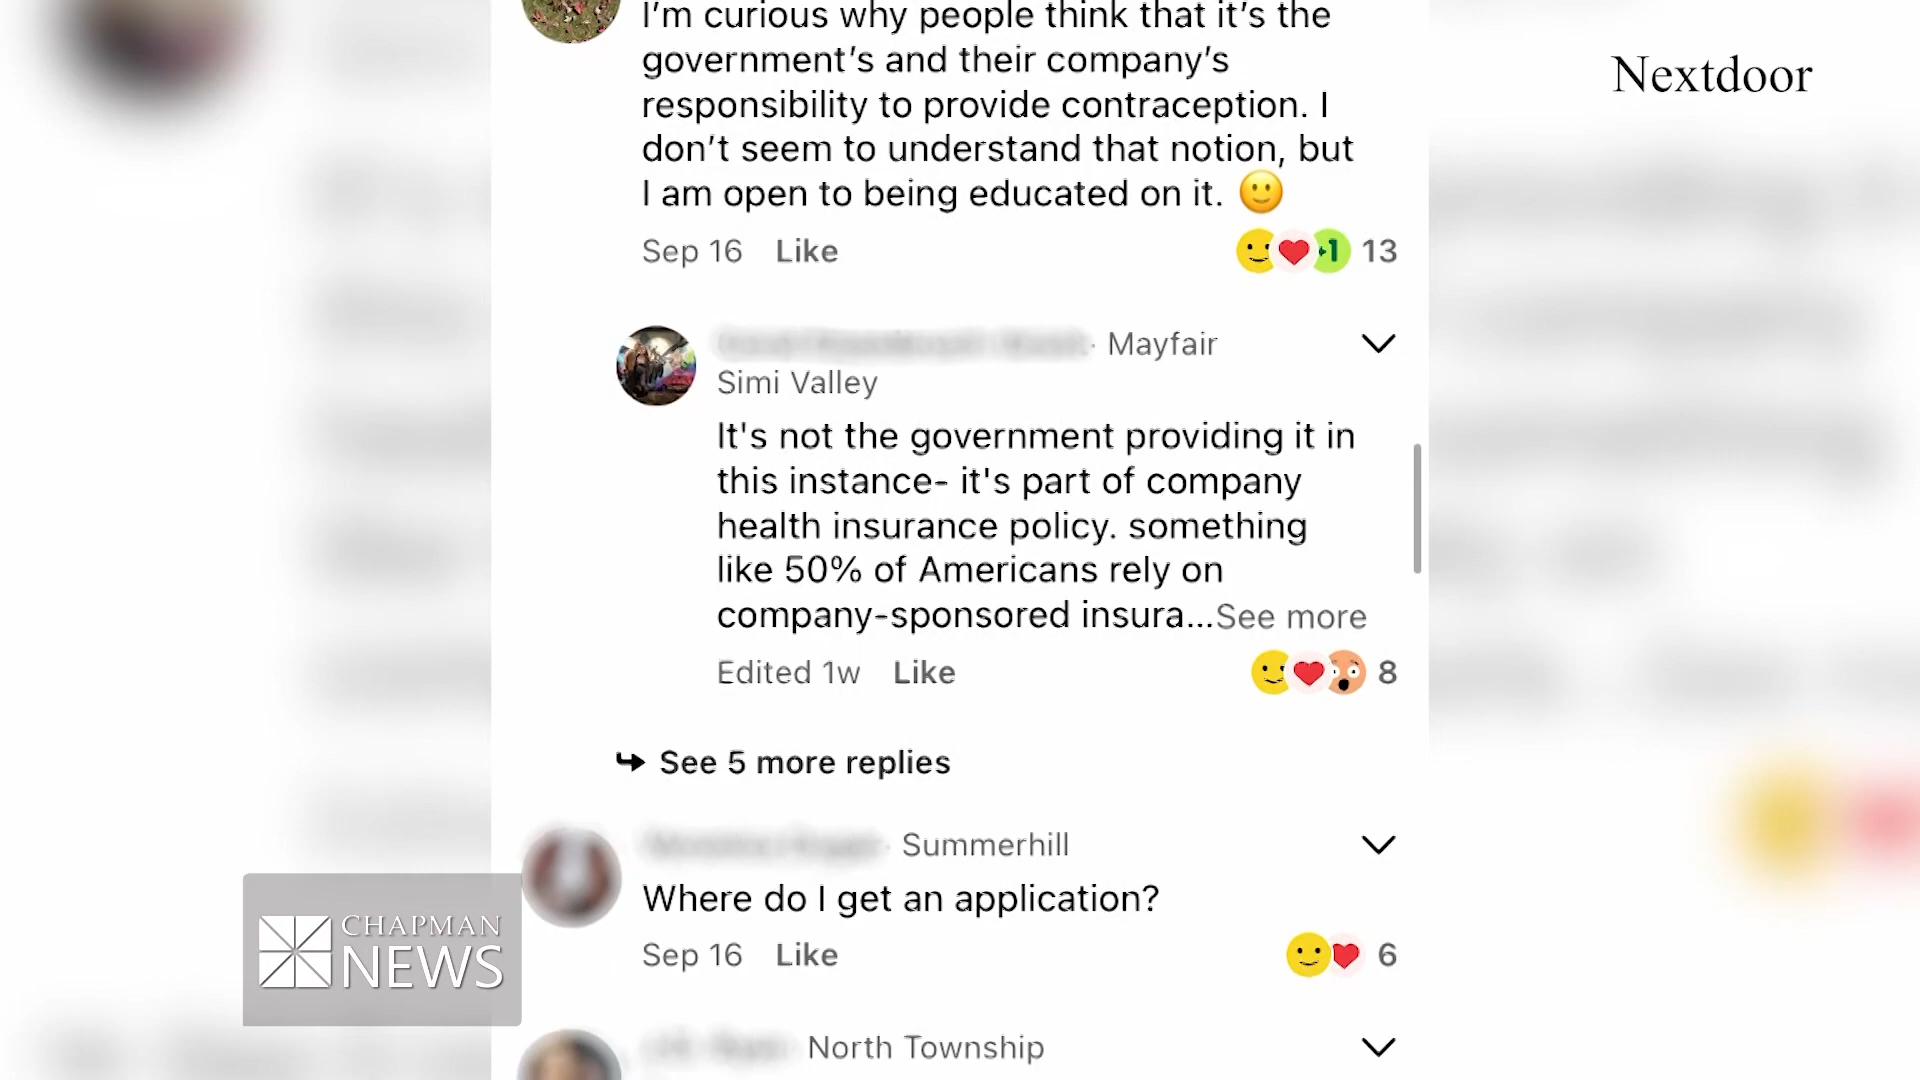 I'm curious why people think that it's the
government's and their company's
responsibility to provide contraception. I
don't seem to understand that notion, but
I am open to being educated on it. 🙂
Sep 16 Like
+1 13
Nextdoor
· Mayfair
Simi Valley
It's not the government providing it in
this instance- it's part of company
health insurance policy. something
like 50% of Americans rely on
company-sponsored insura...See more
Edited 1w Like
8
See 5 more replies
· Summerhill
Where do I get an application?
Sep 16 Like
6
North Township
CHAPMAN
NEWS